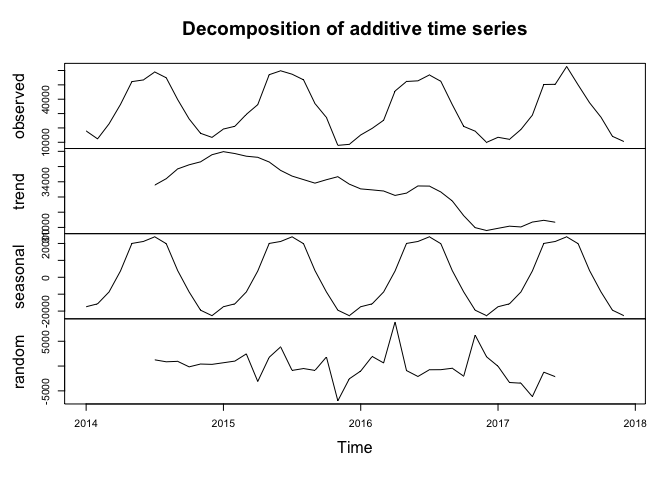 Decomposition of additive time series
observed
40000
10000
trend
34000
seasonal
0
-20000
random
5000
-5000
2014 2015 2016 2017 2018
Time